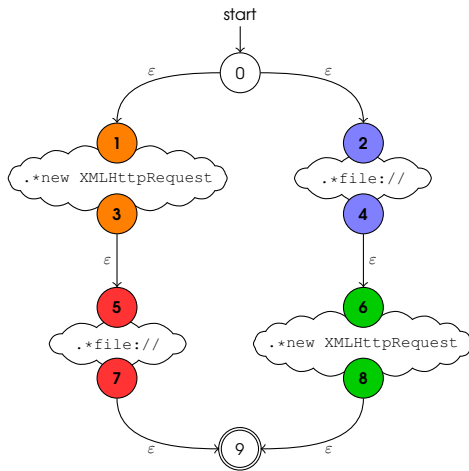 start
0
ε ε
1 2
.*new XMLHttpRequest .*file://
3 4
ε ε
5 6
.*file:// .*new XMLHttpRequest
7 8
ε 9 ε